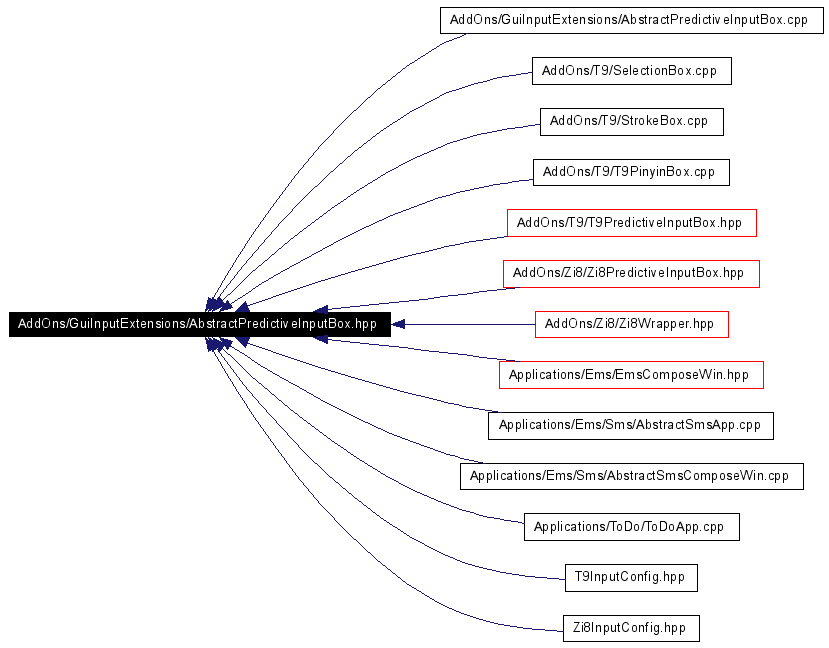 AddOns/GuiInputExtensions/AbstractPredictiveInputBox.cpp
AddOns/T9/SelectionBox.cpp
AddOns/T9/StrokeBox.cpp
AddOns/T9/T9PinyinBox.cpp
AddOns/T9/T9PredictiveInputBox.hpp
AddOns/Zi8/Zi8PredictiveInputBox.hpp
AddOns/GuiInputExtensions/AbstractPredictiveInputBox.hpp
AddOns/Zi8/Zi8Wrapper.hpp
Applications/Ems/EmsComposeWin.hpp
Applications/Ems/Sms/AbstractSmsApp.cpp
Applications/Ems/Sms/AbstractSmsComposeWin.cpp
Applications/ToDo/ToDoApp.cpp
T9InputConfig.hpp
Zi8InputConfig.hpp